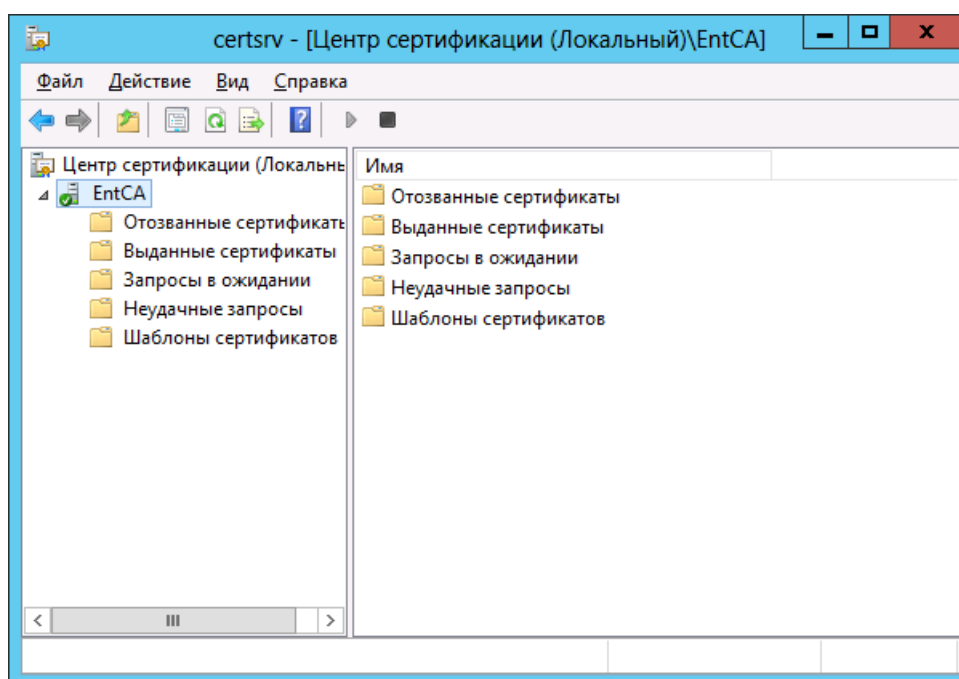 certsrv - [Центр сертификации (Локальный)\EntCA]
Файл Действие Вид Справка
Центр сертификации (Локальнь
EntCA
Отозванные сертификать
Выданные сертификаты
Запросы в ожидании
Неудачные запросы
Шаблоны сертификатов
Имя
Отозванные сертификаты
Выданные сертификаты
Запросы в ожидании
Неудачные запросы
Шаблоны сертификатов